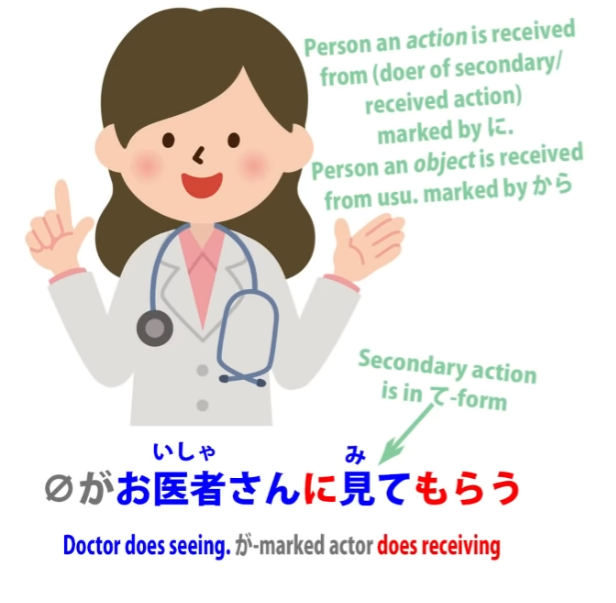 Person an action is received
from (doer of secondary/
received action)
marked by に.
Person an object is received
from usu. marked by から
Secondary action
is in て-form
いしゃ み
∅がお医者さんに見てもらう
Doctor does seeing. が-marked actor does receiving